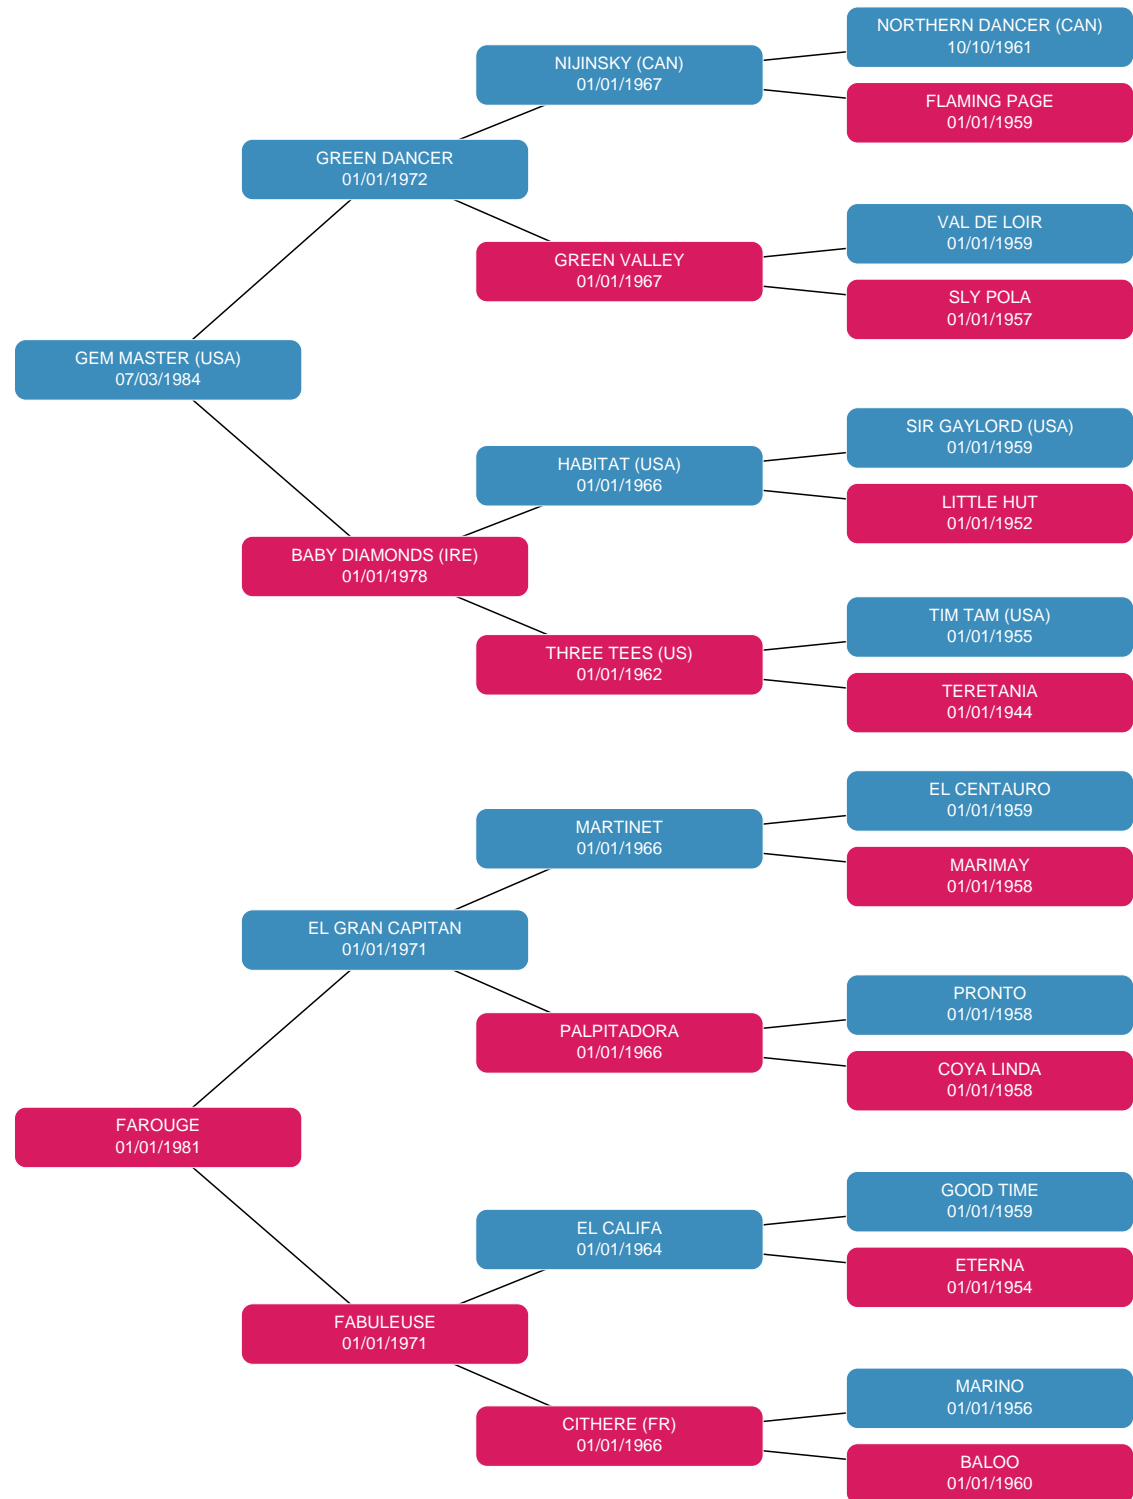 NORTHERN DANCER (CAN)
10/10/1961
NIJINSKY (CAN)
01/01/1967
FLAMING PAGE
01/01/1959
GREEN DANCER
01/01/1972
VAL DE LOIR
01/01/1959
GREEN VALLEY
01/01/1967
SLY POLA
01/01/1957
GEM MASTER (USA)
07/03/1984
SIR GAYLORD (USA)
01/01/1959
HABITAT (USA)
01/01/1966
LITTLE HUT
01/01/1952
BABY DIAMONDS (IRE)
01/01/1978
TIM TAM (USA)
01/01/1955
THREE TEES (US)
01/01/1962
TERETANIA
01/01/1944
EL CENTAURO
01/01/1959
MARTINET
01/01/1966
MARIMAY
01/01/1958
EL GRAN CAPITAN
01/01/1971
PRONTO
01/01/1958
PALPITADORA
01/01/1966
COYA LINDA
01/01/1958
FAROUGE
01/01/1981
GOOD TIME
01/01/1959
EL CALIFA
01/01/1964
ETERNA
01/01/1954
FABULEUSE
01/01/1971
MARINO
01/01/1956
CITHERE (FR)
01/01/1966
BALOO
01/01/1960